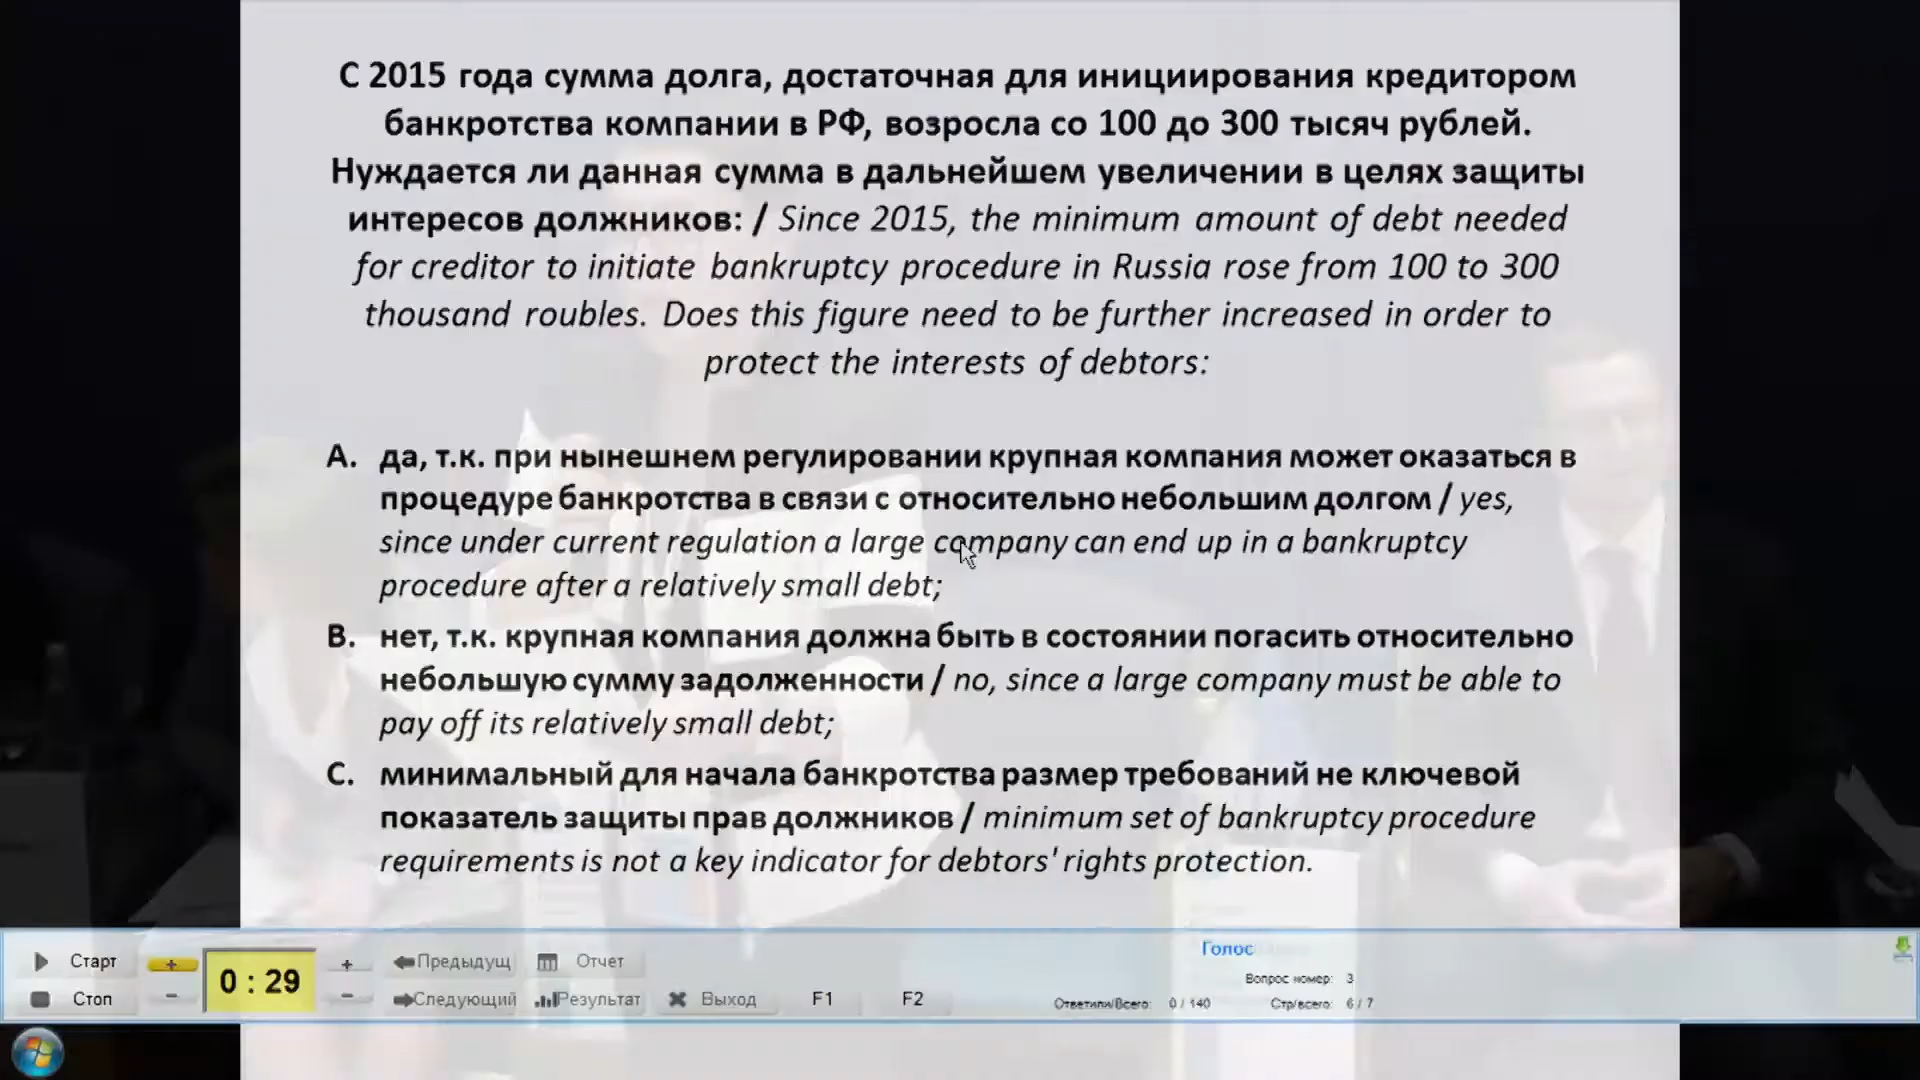 С 2015 года сумма долга, достаточная для инициирования кредитором
банкротства компании в РФ, возросла со 100 до 300 тысяч рублей.
Нуждается ли данная сумма в дальнейшем увеличении в целях защиты
интересов должников: / Since 2015, the minimum amount of debt needed
for creditor to initiate bankruptcy procedure in Russia rose from 100 to 300
thousand roubles. Does this figure need to be further increased in order to
protect the interests of debtors:
A. да, т.к. при нынешнем регулировании крупная компания может оказаться в
процедуре банкротства в связи с относительно небольшим долгом / yes,
since under current regulation a large company can end up in a bankruptcy
procedure after a relatively small debt;
B. нет, т.к. крупная компания должна быть в состоянии погасить относительно
небольшую сумму задолженности / no, since a large company must be able to
pay off its relatively small debt;
C. минимальный для начала банкротства размер требований не ключевой
показатель защиты прав должников / minimum set of bankruptcy procedure
requirements is not a key indicator for debtors' rights protection.
Голос
Старт + 0 : 29 + Предыдущ Отчет
Вопрос номер: 3
Стоп - - Следующий Результат Выход F1 F2
Ответили/Всего: 0 / 140 Стр/всего: 6 / 7